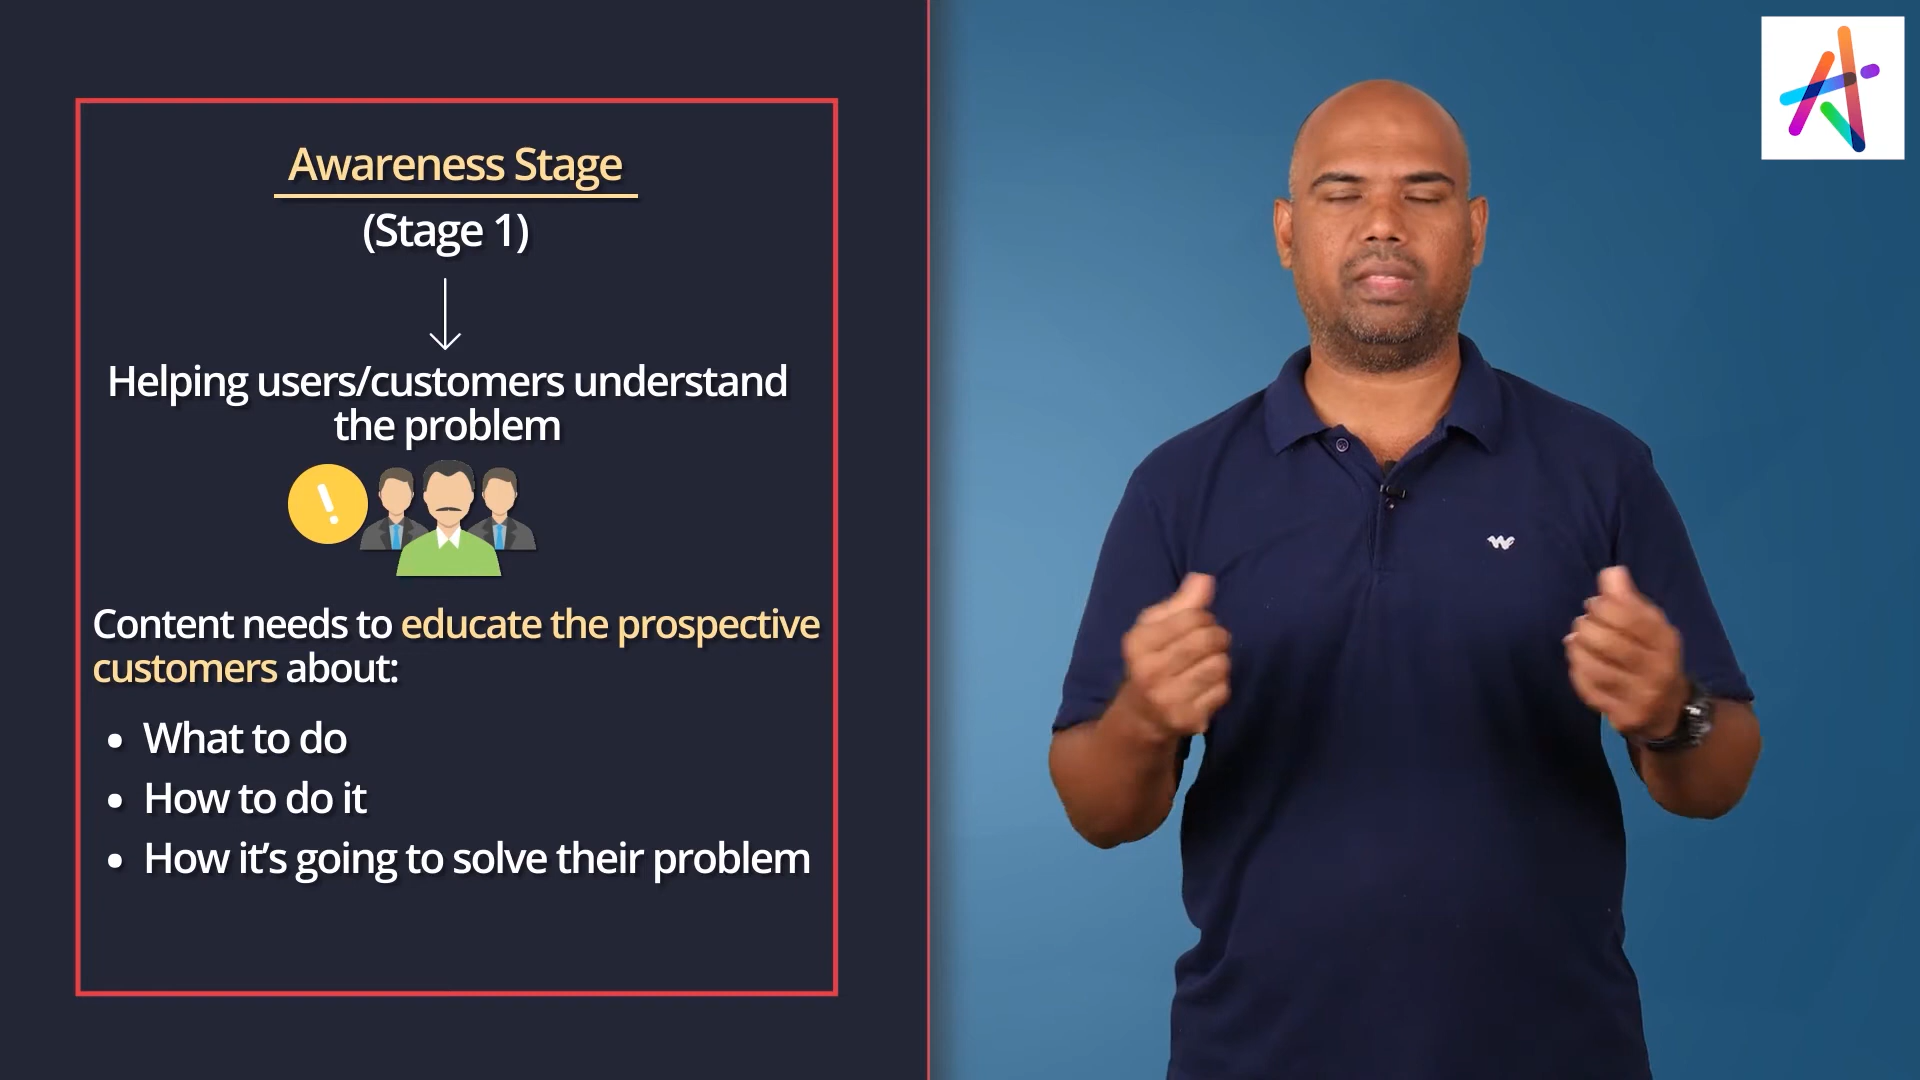 Awareness Stage
(Stage 1)
Helping users/customers understand
the problem
Content needs to educate the prospective
customers about:
• What to do
• How to do it
• How it's going to solve their problem